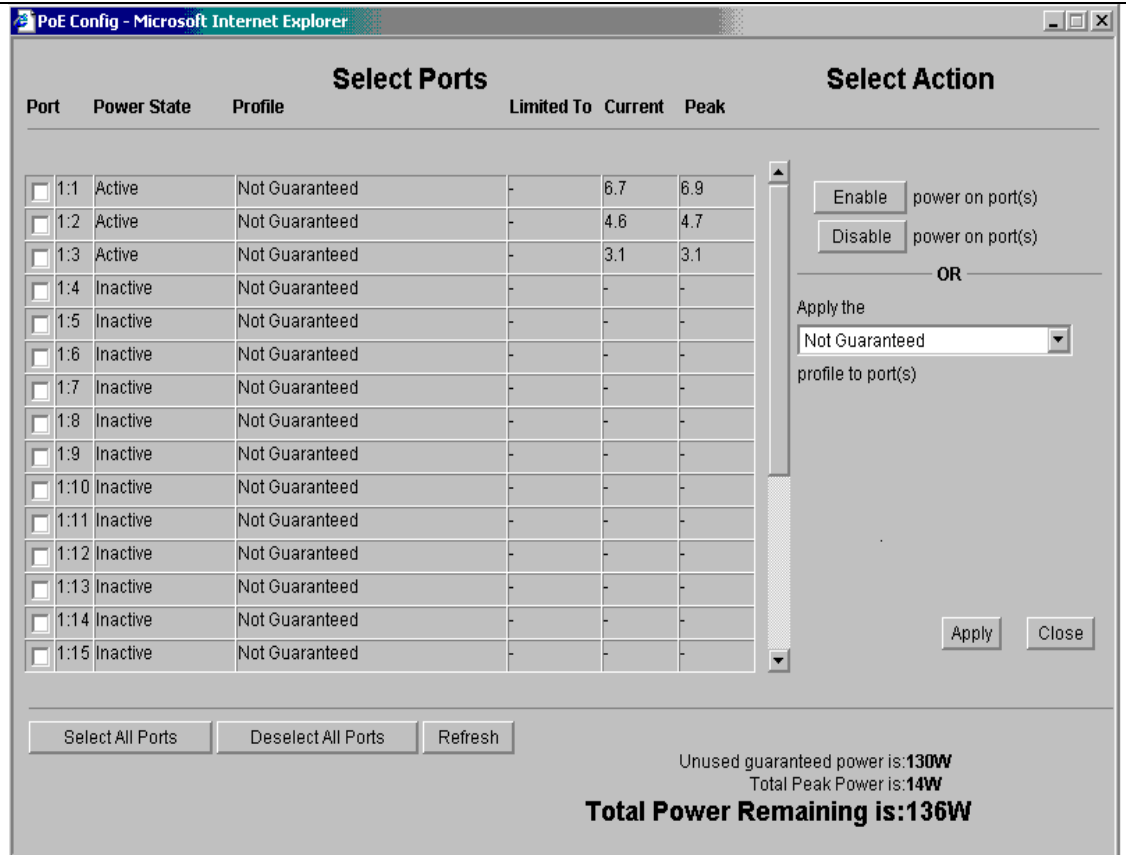 PoE Config - Microsoft Internet Explorer
Select Ports
Select Action
Port Power State Profile Limited To Current Peak
1:1 Active Not Guaranteed - 6.7 6.9
1:2 Active Not Guaranteed - 4.6 4.7
1:3 Active Not Guaranteed - 3.1 3.1
1:4 Inactive Not Guaranteed - - -
1:5 Inactive Not Guaranteed - - -
1:6 Inactive Not Guaranteed - - -
1:7 Inactive Not Guaranteed - - -
1:8 Inactive Not Guaranteed - - -
1:9 Inactive Not Guaranteed - - -
1:10 Inactive Not Guaranteed - - -
1:11 Inactive Not Guaranteed - - -
1:12 Inactive Not Guaranteed - - -
1:13 Inactive Not Guaranteed - - -
1:14 Inactive Not Guaranteed - - -
1:15 Inactive Not Guaranteed - - -
Enable power on port(s)
Disable power on port(s)
OR
Apply the
Not Guaranteed
profile to port(s)
Apply Close
Select All Ports Deselect All Ports Refresh
Unused guaranteed power is:130W
Total Peak Power is:14W
Total Power Remaining is:136W